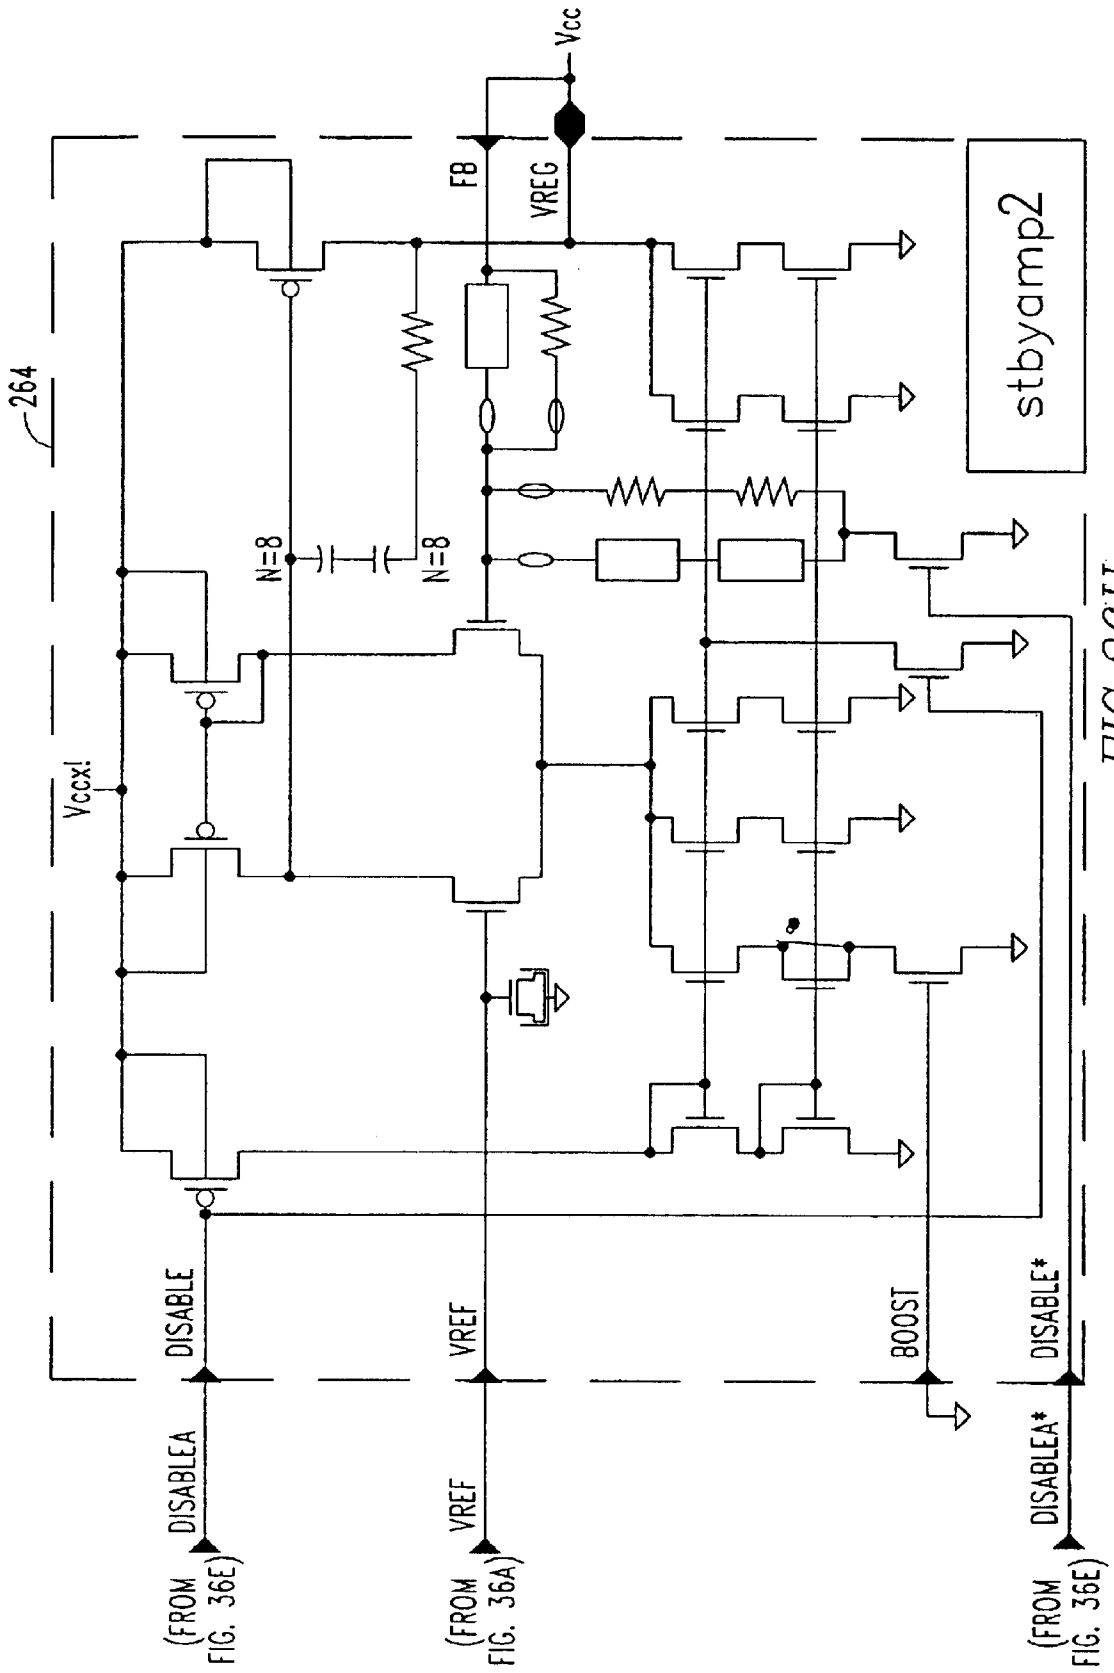 264
Vccx!
N=8
N=8
FB
Vcc
VREG
(FROM
FIG. 36E)
DISABLEA
DISABLE
(FROM
FIG. 36A)
VREF
VREF
BOOST
(FROM
FIG. 36E)
DISABLEA*
DISABLE*
stbyamp2
FIG.